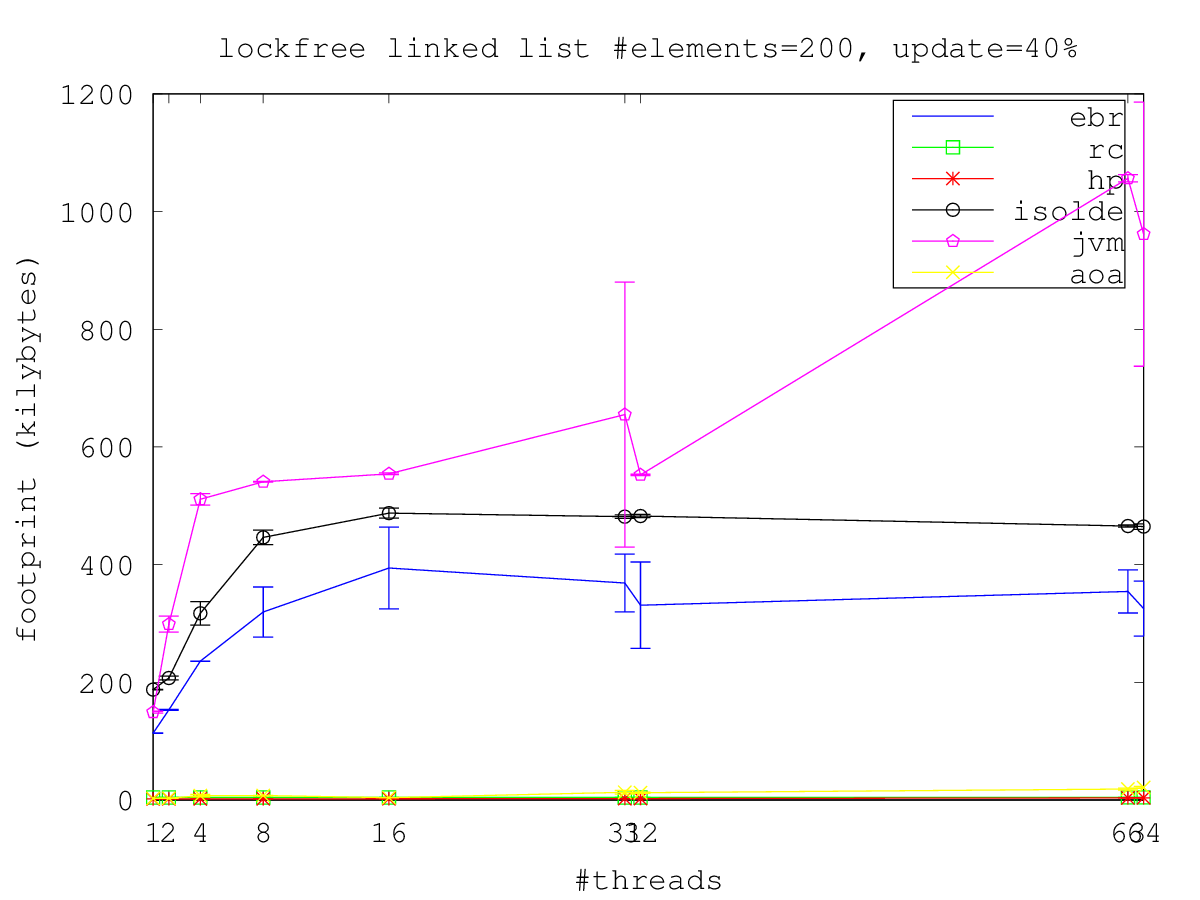 lockfree linked list #elements=200, update=40%
1200
1000
800
600
400
200
0
footprint (kilybytes)
ebr
rc
hp
isolde
jvm
aoa
1 2 4 8 16 31 32 63 64
#threads